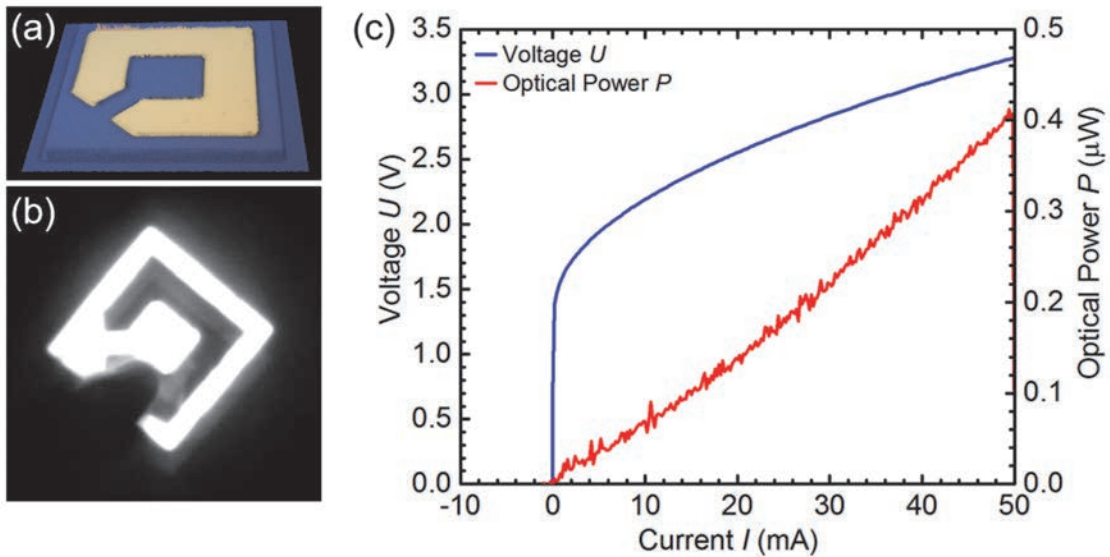 (a)
(b)
(c)
Voltage U
Optical Power P
Voltage U (V)
3.5
3.0
2.5
2.0
1.5
1.0
0.5
0.0
Optical Power P (μW)
0.5
0.4
0.3
0.2
0.1
0.0
-10 0 10 20 30 40 50
Current I (mA)